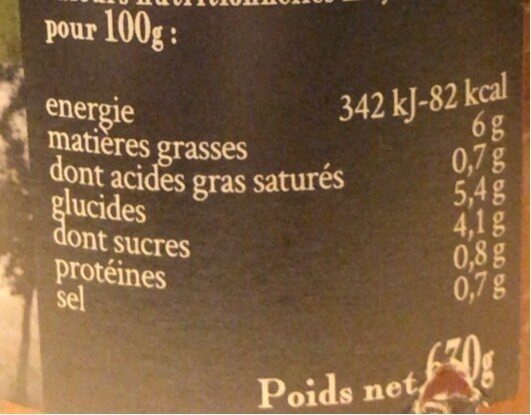 pour 100g :
energie 342 kJ-82 kcal
matières grasses 6 g
dont acides gras saturés 0,7 g
glucides 5,4 g
dont sucres 4,1 g
protéines 0,8 g
sel 0,7 g
Poids net